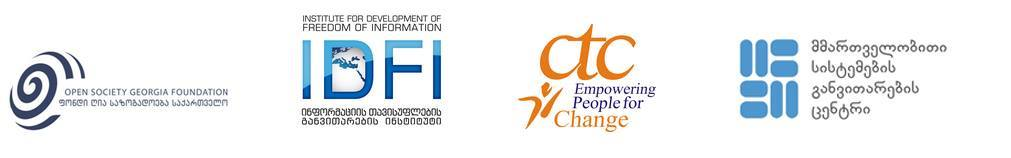 OPEN SOCIETY GEORGIA FOUNDATION
ფონდი ღია საზოგადოება საქართველო
INSTITUTE FOR DEVELOPMENT OF
FREEDOM OF INFORMATION
IDFI
ინფორმაციის თავისუფლების
განვითარების ინსტიტუტი
ctc
Empowering
People for
Change
მმართველობითი
სისტემების
განვითარების
ცენტრი